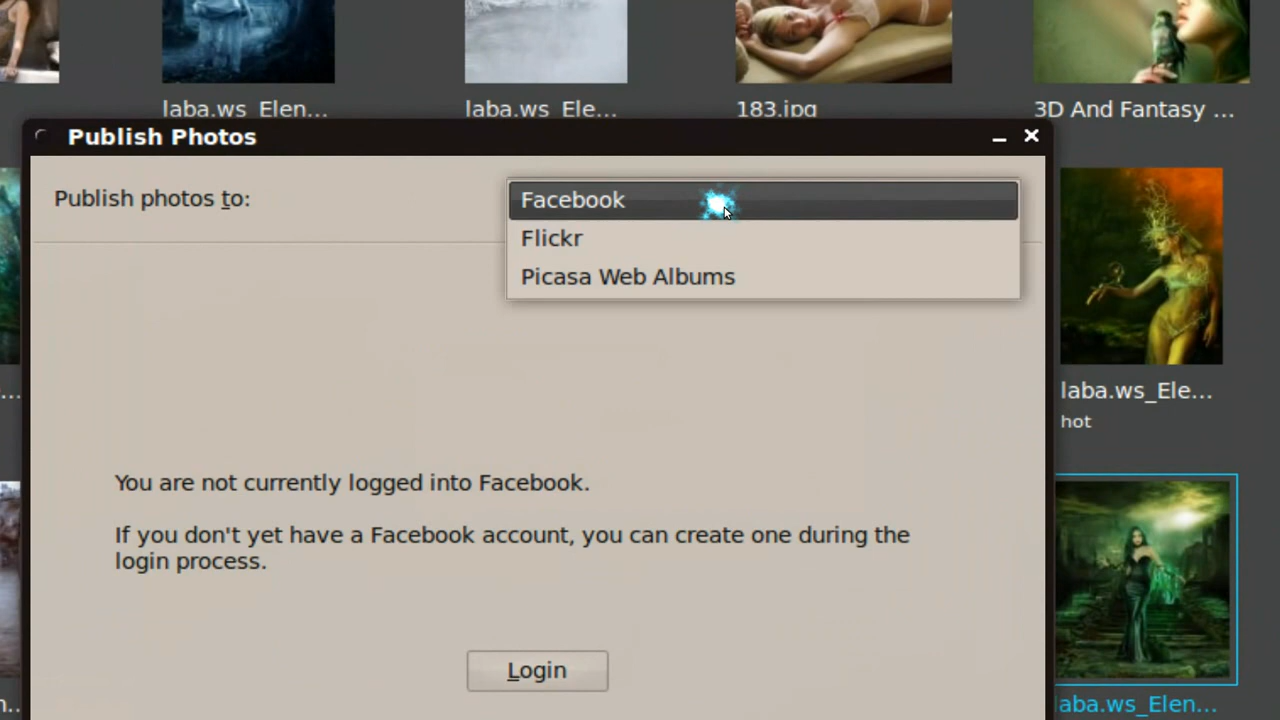 laba.ws_Elen...
laba.ws_Ele...
183.jpg
3D And Fantasy ...
Publish Photos
Publish photos to:
Facebook
Flickr
Picasa Web Albums
laba.ws_Ele...
hot
You are not currently logged into Facebook.
If you don't yet have a Facebook account, you can create one during the
login process.
Login
laba.ws_Elen...